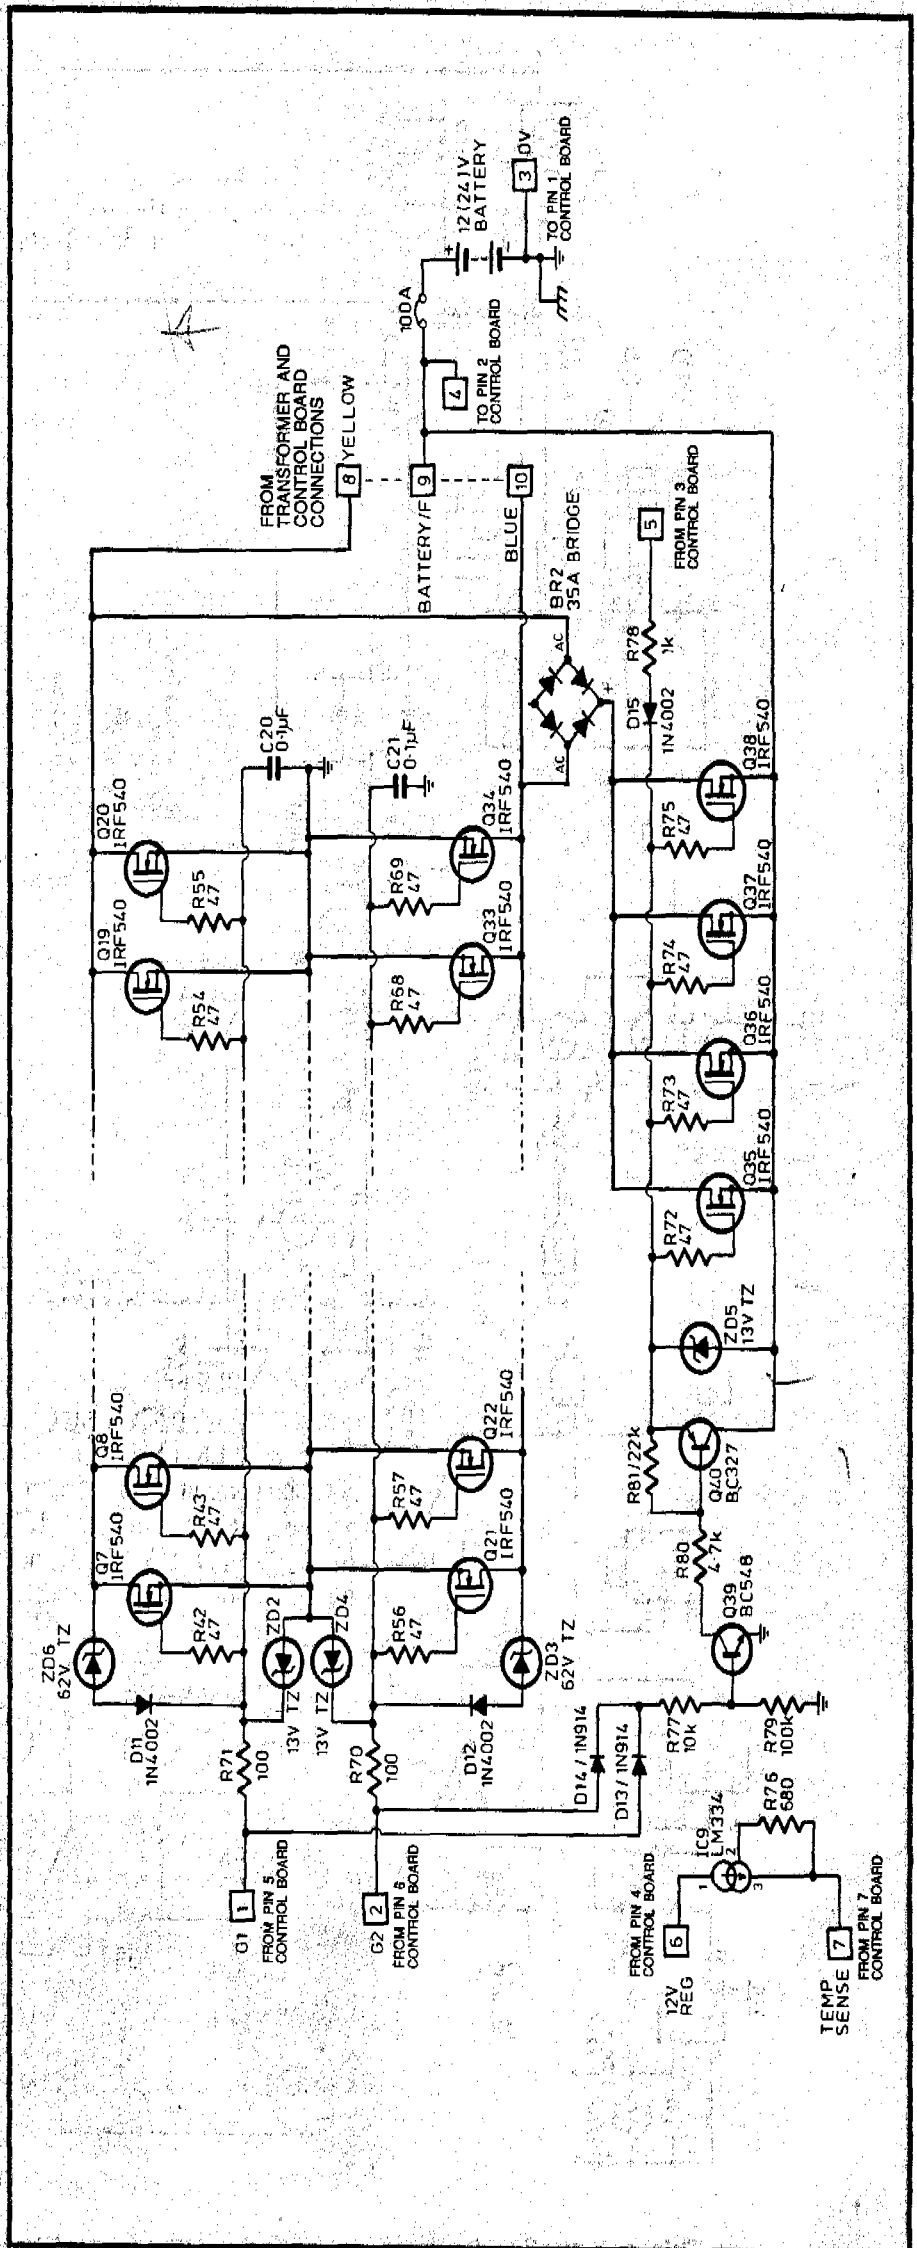 FROM
TRANSFORMER AND
CONTROL BOARD
CONNECTIONS
8
YELLOW
BATTERY/F
9
BLUE
10
100A
12(24)V
BATTERY
+
-
4
TO PIN 2
CONTROL BOARD
3
0V
TO PIN 1
CONTROL BOARD
ZD6
62V TZ
D11
1N4002
Q7
IRF540
Q8
IRF540
Q19
IRF540
Q20
IRF540
R42
47
R43
47
R54
47
R55
47
C20
0·1µF
G1
1
FROM PIN 5
CONTROL BOARD
R71
100
ZD2
13V TZ
ZD4
13V TZ
G2
2
FROM PIN 6
CONTROL BOARD
R70
100
R56
47
R57
47
R68
47
R69
47
C21
0·1µF
D12
1N4002
ZD3
62V TZ
Q21
IRF540
Q22
IRF540
Q33
IRF540
Q34
IRF540
BR2
35A BRIDGE
AC
AC
+
D14 / 1N914
D13 / 1N914
R77
10k
R79
100k
Q39
BC548
R80
4·7k
R81/22k
Q40
BC327
ZD5
13V TZ
R72
47
R73
47
R74
47
R75
47
Q35
IRF540
Q36
IRF540
Q37
IRF540
Q38
IRF540
D15
1N4002
R78
1k
5
FROM PIN 3
CONTROL BOARD
FROM PIN 4
CONTROL BOARD
6
12V
REG
IC9
LM334
1
2
3
R76
680
TEMP
SENSE
7
FROM PIN 7
CONTROL BOARD